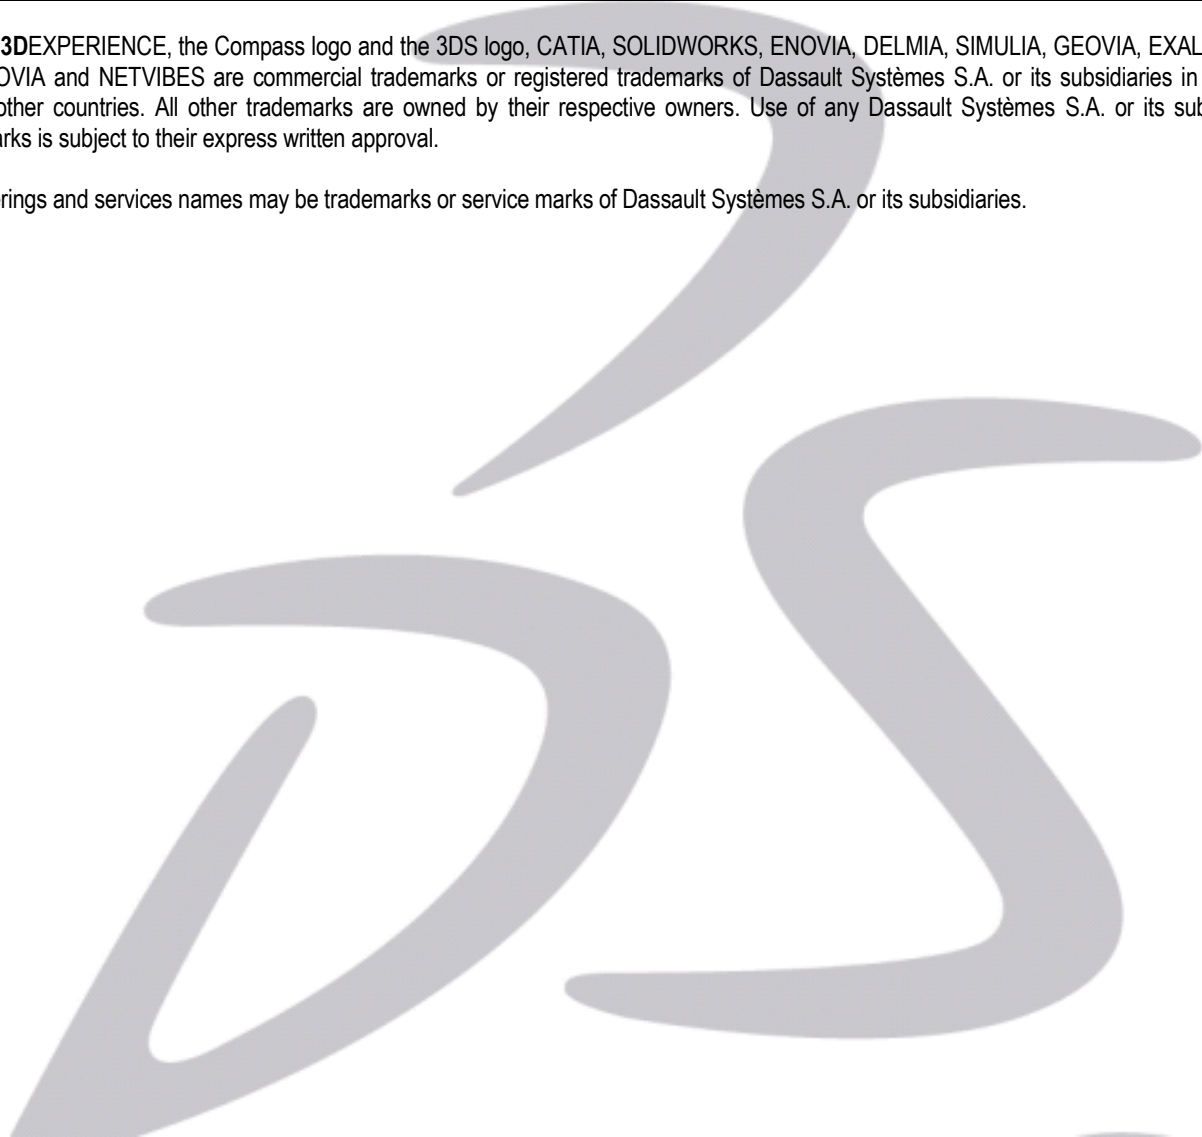 3DEXPERIENCE, the Compass logo and the 3DS logo, CATIA, SOLIDWORKS, ENOVIA, DELMIA, SIMULIA, GEOVIA, EXAL
OVIA and NETVIBES are commercial trademarks or registered trademarks of Dassault Systèmes S.A. or its subsidiaries in
other countries. All other trademarks are owned by their respective owners. Use of any Dassault Systèmes S.A. or its sub
arks is subject to their express written approval.
rings and services names may be trademarks or service marks of Dassault Systèmes S.A. or its subsidiaries.